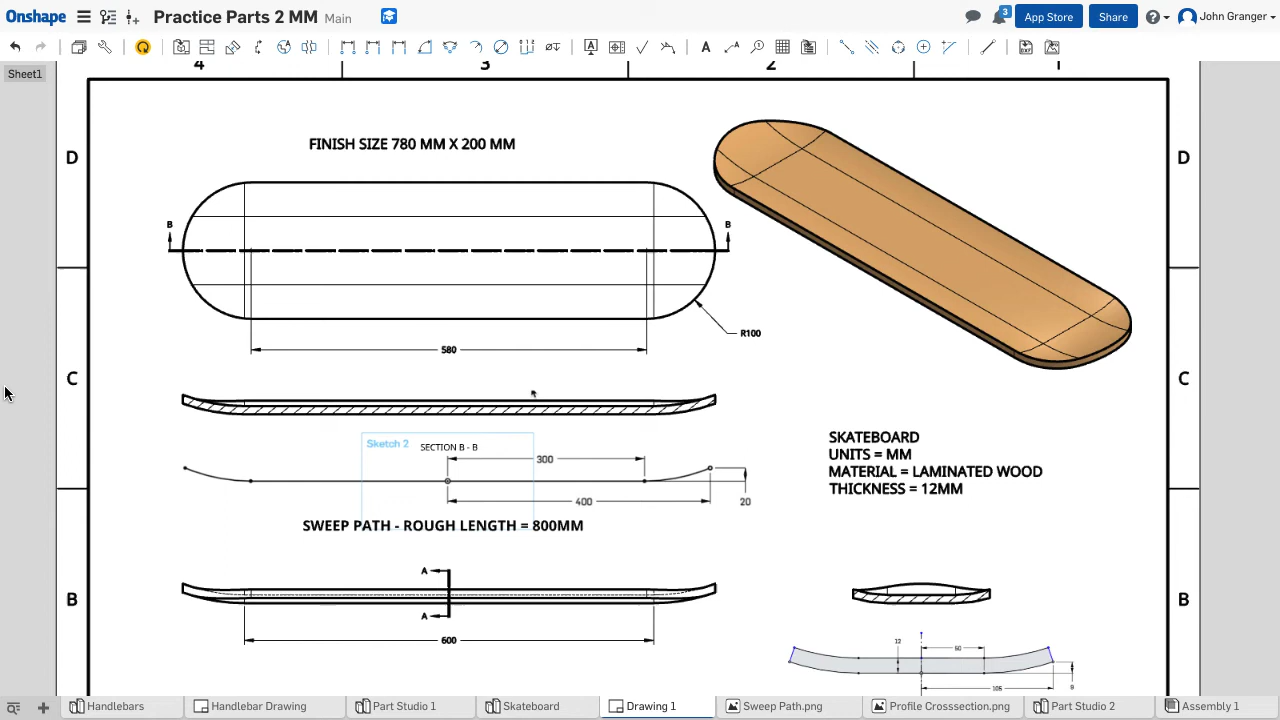 Onshape Practice Parts 2 MM Main 3 App Store Share John Granger
Sheet1
4 3 2 1
D D
FINISH SIZE 780 MM X 200 MM
B B
R100
580
C C
Sketch 2 SECTION B - B
300
400 20
SWEEP PATH - ROUGH LENGTH = 800MM
SKATEBOARD
UNITS = MM
MATERIAL = LAMINATED WOOD
THICKNESS = 12MM
A
B B
A
600
12
105
Handlebars Handlebar Drawing Part Studio 1 Skateboard Drawing 1 Sweep Path.png Profile Crosssection.png Part Studio 2 Assembly 1